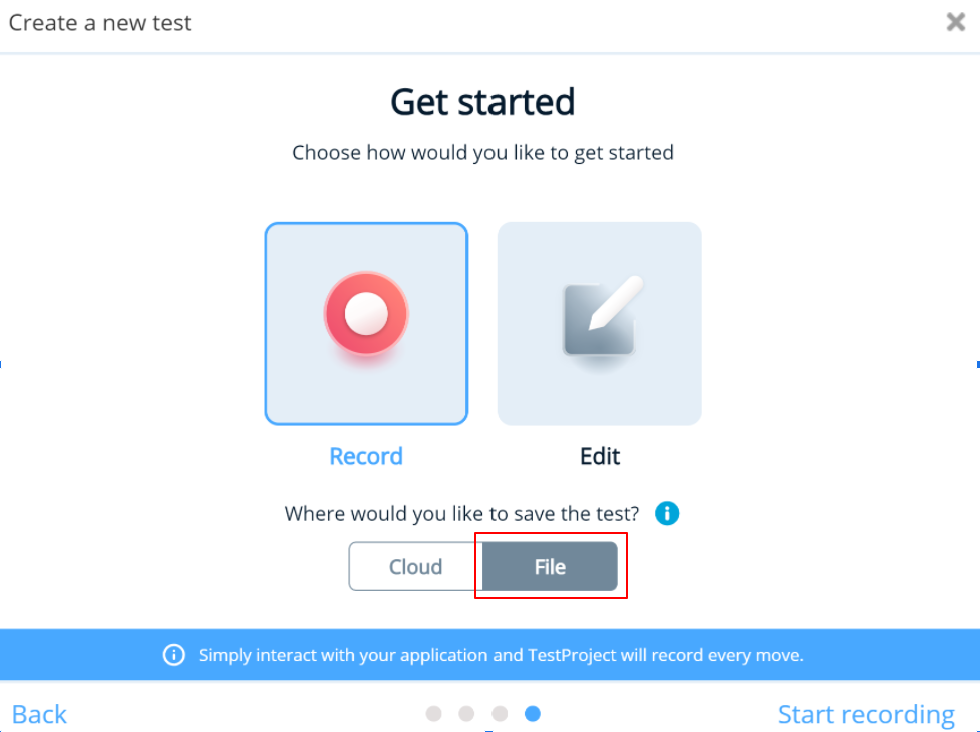 Create a new test
Get started
Choose how would you like to get started
Record
Edit
Where would you like to save the test?
Cloud
File
Simply interact with your application and TestProject will record every move.
Back
Start recording